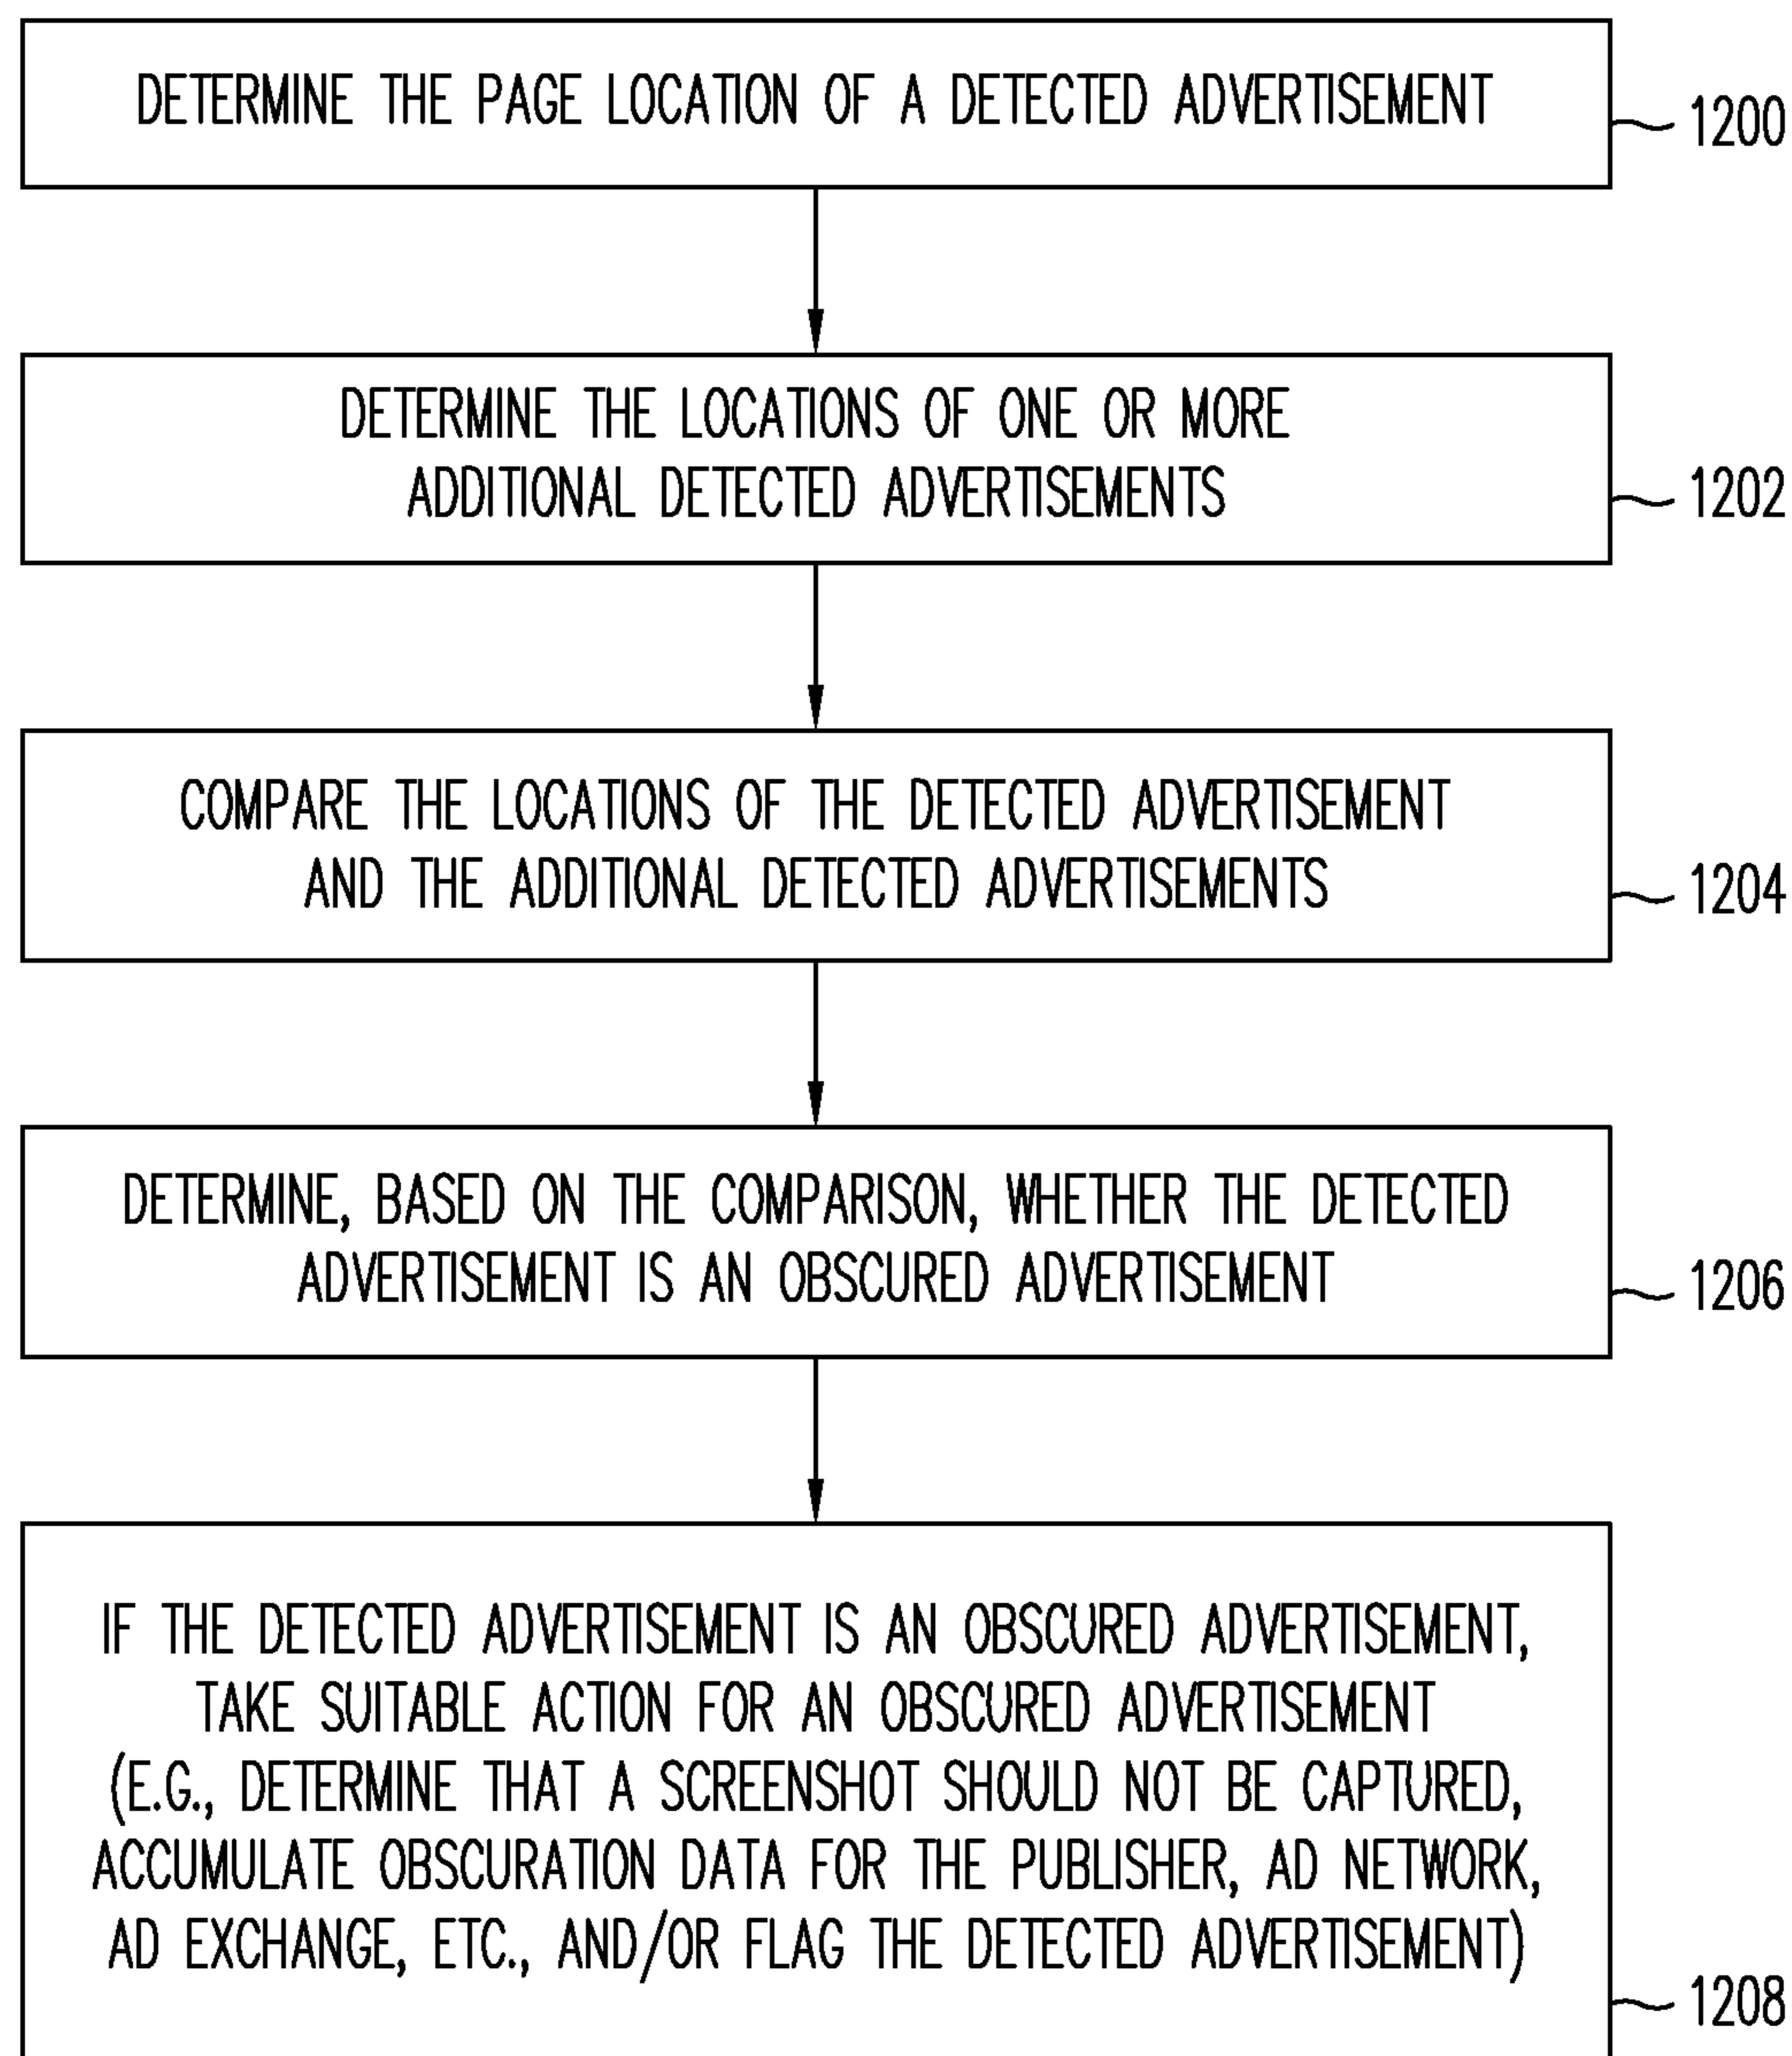 DETERMINE THE PAGE LOCATION OF A DETECTED ADVERTISEMENT
1200
DETERMINE THE LOCATIONS OF ONE OR MORE
ADDITIONAL DETECTED ADVERTISEMENTS
1202
COMPARE THE LOCATIONS OF THE DETECTED ADVERTISEMENT
AND THE ADDITIONAL DETECTED ADVERTISEMENTS
1204
DETERMINE, BASED ON THE COMPARISON, WHETHER THE DETECTED
ADVERTISEMENT IS AN OBSCURED ADVERTISEMENT
1206
IF THE DETECTED ADVERTISEMENT IS AN OBSCURED ADVERTISEMENT,
TAKE SUITABLE ACTION FOR AN OBSCURED ADVERTISEMENT
(E.G., DETERMINE THAT A SCREENSHOT SHOULD NOT BE CAPTURED,
ACCUMULATE OBSCURATION DATA FOR THE PUBLISHER, AD NETWORK,
AD EXCHANGE, ETC., AND/OR FLAG THE DETECTED ADVERTISEMENT)
1208